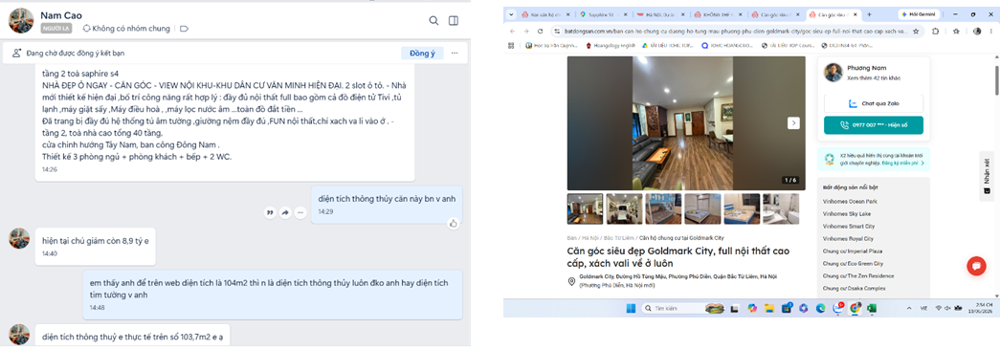 Nam Cao
NGƯỜI LẠ
Không có nhóm chung
Đang chờ được đồng ý kết bạn
Đồng ý
tầng 2 toà saphire s4
NHÀ ĐẸP Ở NGAY - CĂN GÓC - VIEW NỘI KHU-KHU DÂN CƯ VĂN MINH HIỆN ĐẠI. 2 slot ô tô. - Nhà
mới thiết kế hiện đại ,bố trí công năng rất hợp lý : đầy đủ nội thất full bao gồm cả đồ điện tử Tivi ,tủ
lạnh ,máy giặt sấy ,Máy điều hoà , ,máy lọc nước âm ...toàn đồ đắt tiền ...
Đã trang bị đầy đủ hệ thống tủ âm tường ,giường nệm đầy đủ ,FUN nội thất,chỉ xach va li vào ở . -
tầng 2, toà nhà cao tổng 40 tầng,
cửa chính hướng Tây Nam, ban công Đông Nam .
Thiết kế 3 phòng ngủ + phòng khách + bếp + 2 WC.
14:26
diện tích thông thủy căn này bn v anh
14:29
hiện tại chủ giảm còn 8,9 tỷ e
14:40
em thấy anh để trên web diện tích là 104m2 thì n là diện tích thông thủy luôn đko anh hay diện tích
tim tường v anh
14:48
diện tích thông thuỷ e thực tế trên sổ 103,7m2 e ạ
Hỏi Gemini
1 / 6
Phương Nam
Xem thêm 42 tin khác
Chat qua Zalo
0977 007 *** · Hiện số
Bất động sản nổi bật
Vinhomes Ocean Park
Vinhomes Sky Lake
Vinhomes Smart City
Vinhomes Royal City
Chung cư Imperial Plaza
Chung cư Eco Green City
Chung cư The Zen Residence
Chung cư Osaka Complex
Nhận xét
Bán / Hà Nội / Bắc Từ Liêm / Căn hộ chung cư tại Goldmark City
Căn góc siêu đẹp Goldmark City, full nội thất cao
cấp, xách vali về ở luôn
Goldmark City, Đường Hồ Tùng Mậu, Phường Phú Diễn, Quận Bắc Từ Liêm, Hà Nội
(Phường Phú Diễn, Hà Nội mới)
Tìm kiếm
VIE
2:54 CH